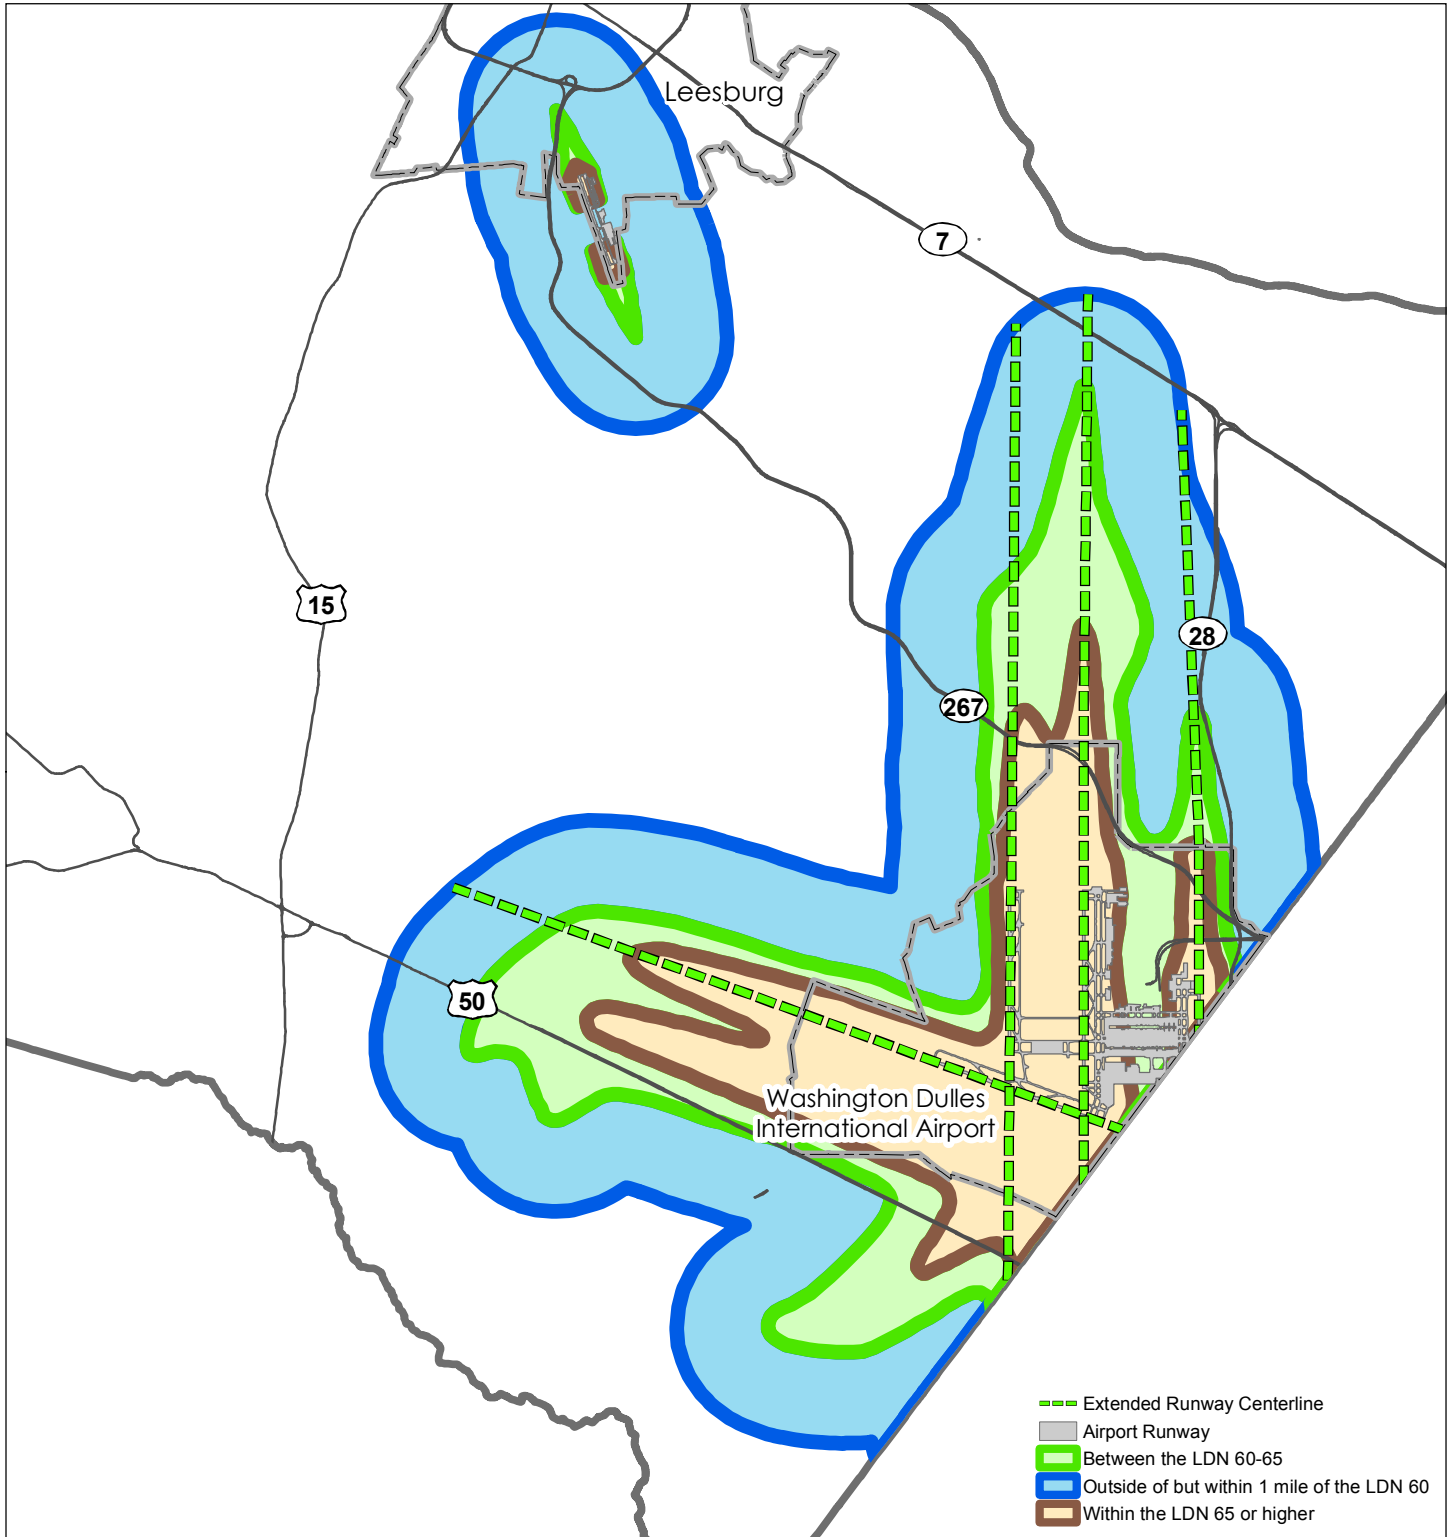 Leesburg
7
15
28
267
50
Washington Dulles
International Airport
Extended Runway Centerline
Airport Runway
Between the LDN 60-65
Outside of but within 1 mile of the LDN 60
Within the LDN 65 or higher